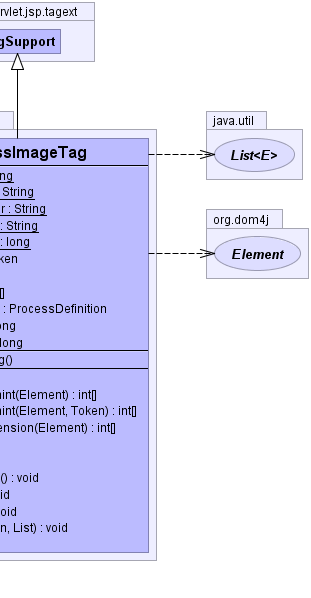 rvlet.jsp.tagext
gSupport
java.util
List<E>
ssImageTag
ng
: String
r : String
: String
: long
ken
org.dom4j
Element
[]
: ProcessDefinition
ong
long
g()
int(Element) : int[]
int(Element, Token) : int[]
ension(Element) : int[]
() : void
id
oid
n, List) : void